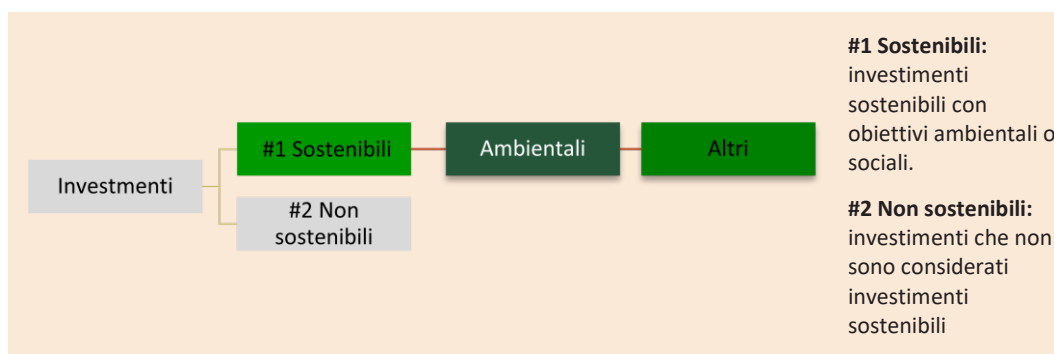 Investmenti
#1 Sostenibili
Ambientali
Altri
#2 Non
sostenibili
#1 Sostenibili:
investimenti
sostenibili con
obiettivi ambientali o
sociali.
#2 Non sostenibili:
investimenti che non
sono considerati
investimenti
sostenibili